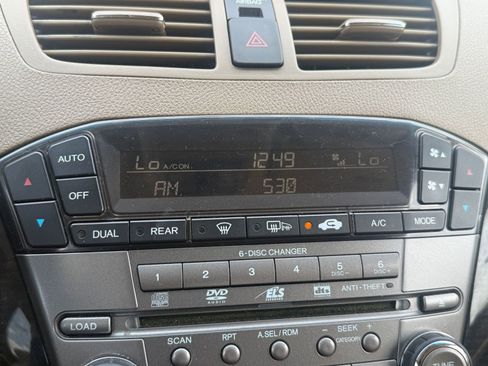 AIRBAG
Lo A/CON 12:49 Lo
AM 530
AUTO
OFF
DUAL REAR A/C MODE
6-DISC CHANGER
1 2 3 4 5 6
DISC− DISC+
DVD AUDIO ELS SURROUND ANTI-THEFT
LOAD
SCAN RPT A.SEL/RDM − SEEK +
CATEGORY
TUNE